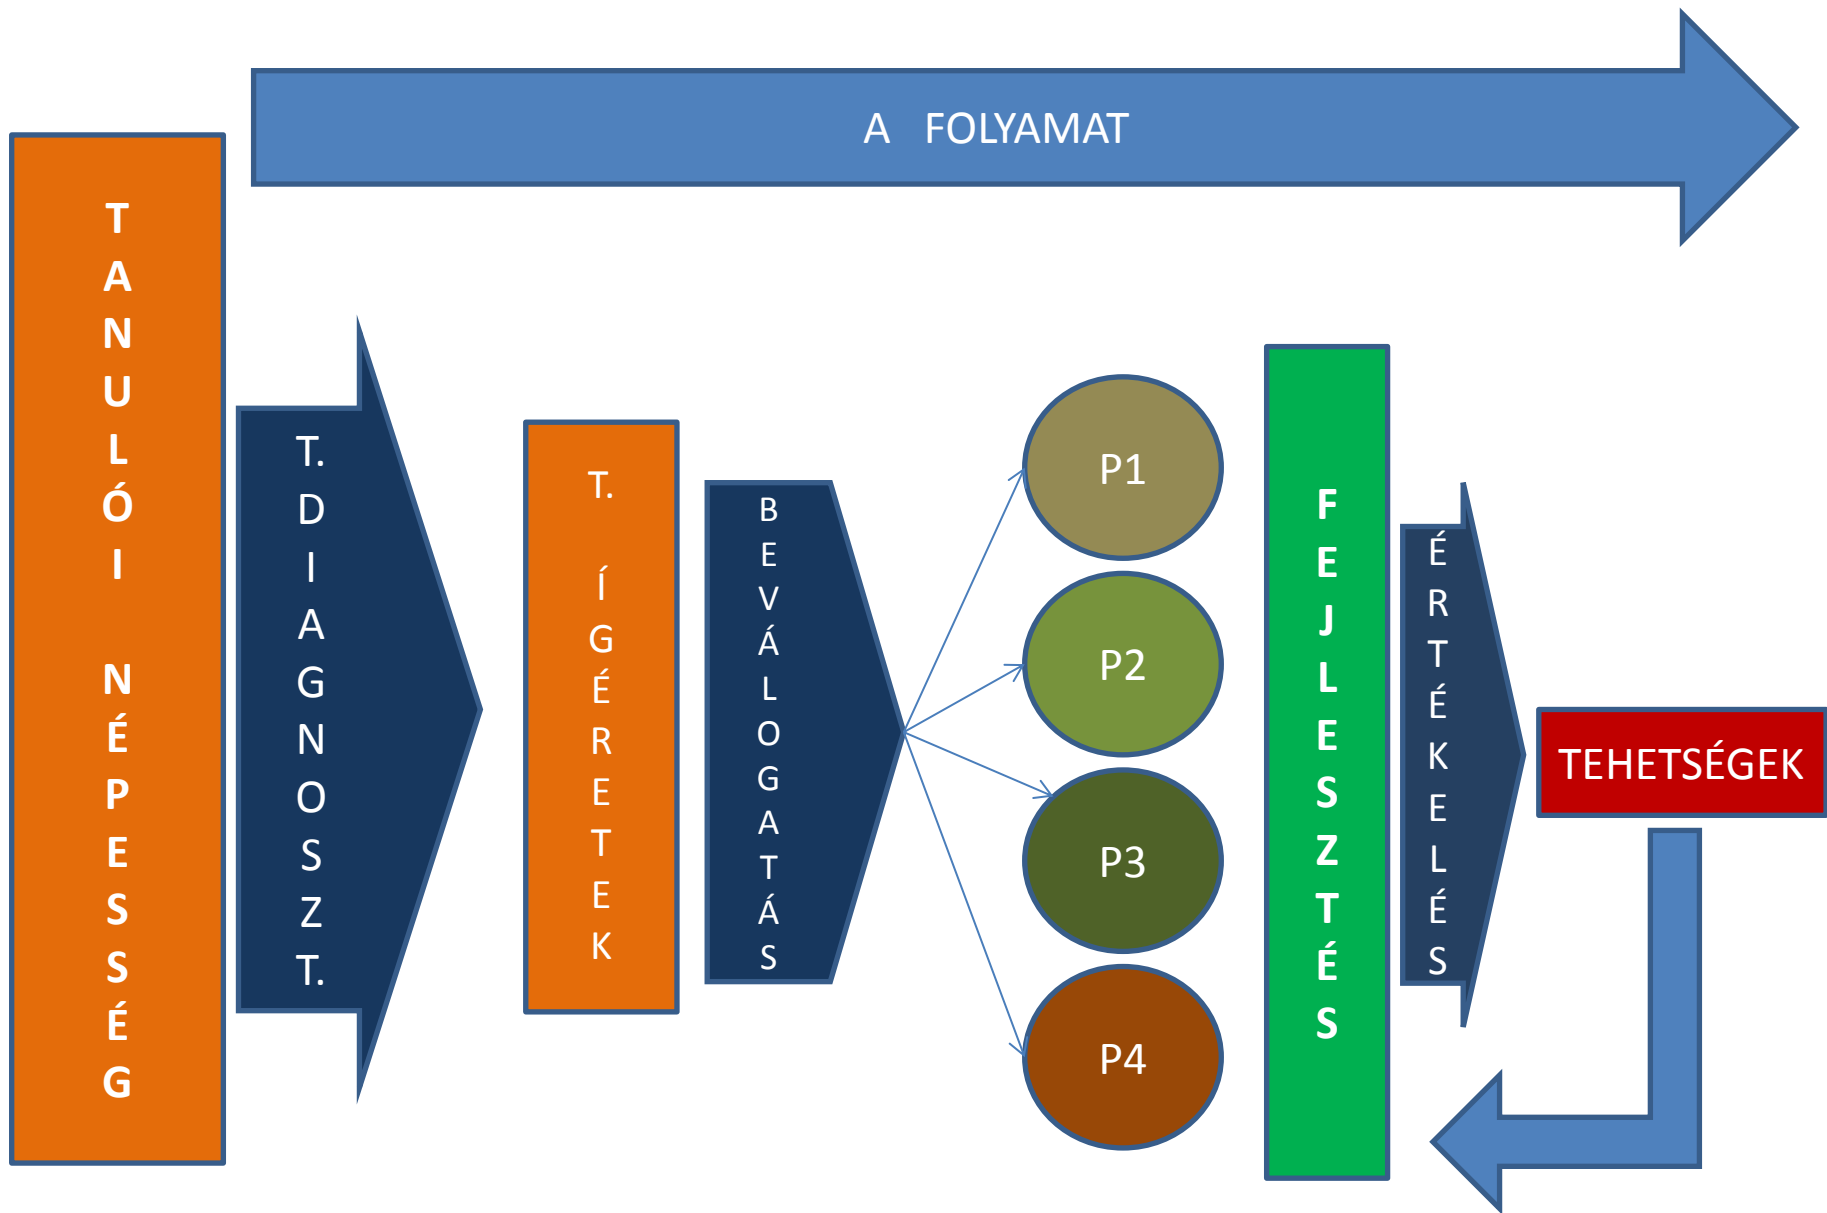 A FOLYAMAT
TANULÓI NÉPESSÉG
T. DIAGNOSZT.
T. ÍGÉRETEK
BEVÁLOGATÁS
P1
P2
P3
P4
FEJLESZTÉS
ÉRTÉKELÉS
TEHETSÉGEK